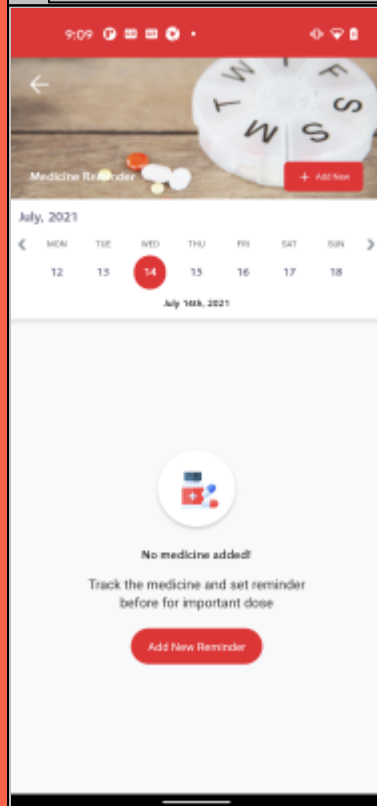 9:09
T W T F S W S
Medicine Reminder
+ Add New
July, 2021
MON TUE WED THU FRI SAT SUN
12 13 14 15 16 17 18
July 14th, 2021
No medicine added!
Track the medicine and set reminder
before for important dose
Add New Reminder